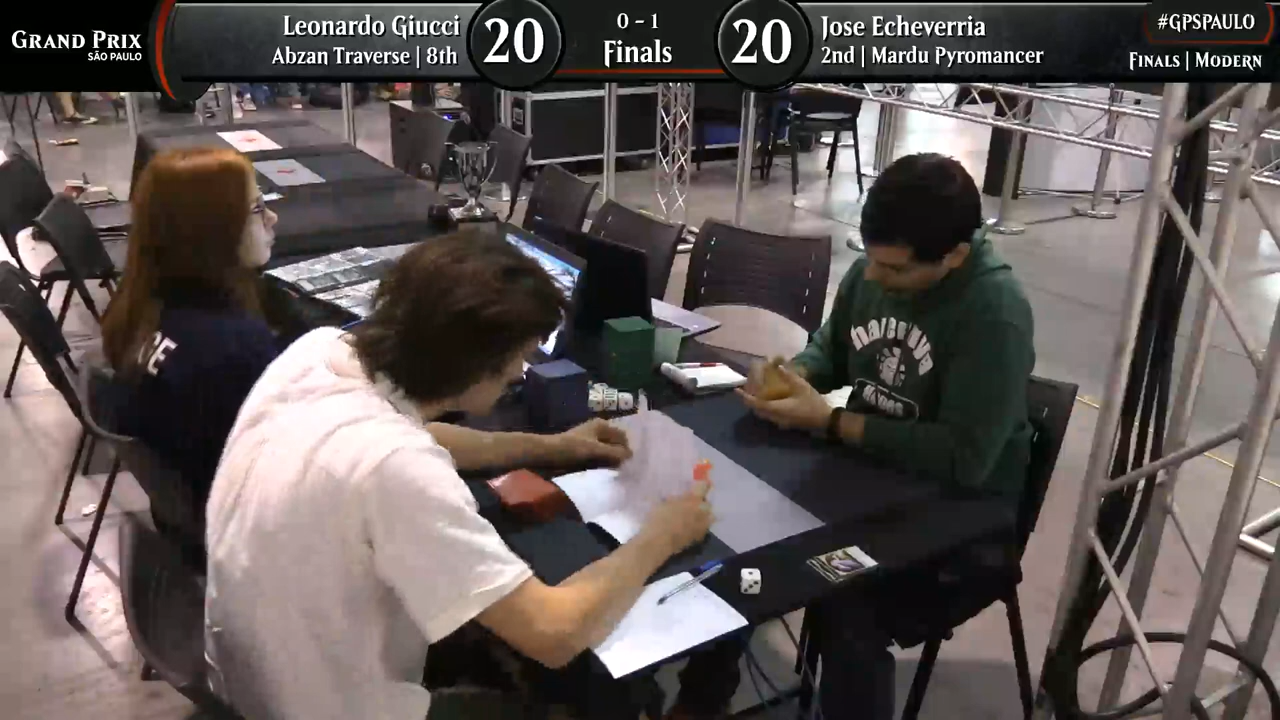 GRAND PRIX
SÃO PAULO
Leonardo Giucci
Abzan Traverse | 8th
20
0 - 1
Finals
20
Jose Echeverria
2nd | Mardu Pyromancer
#GPSPAULO
FINALS | MODERN